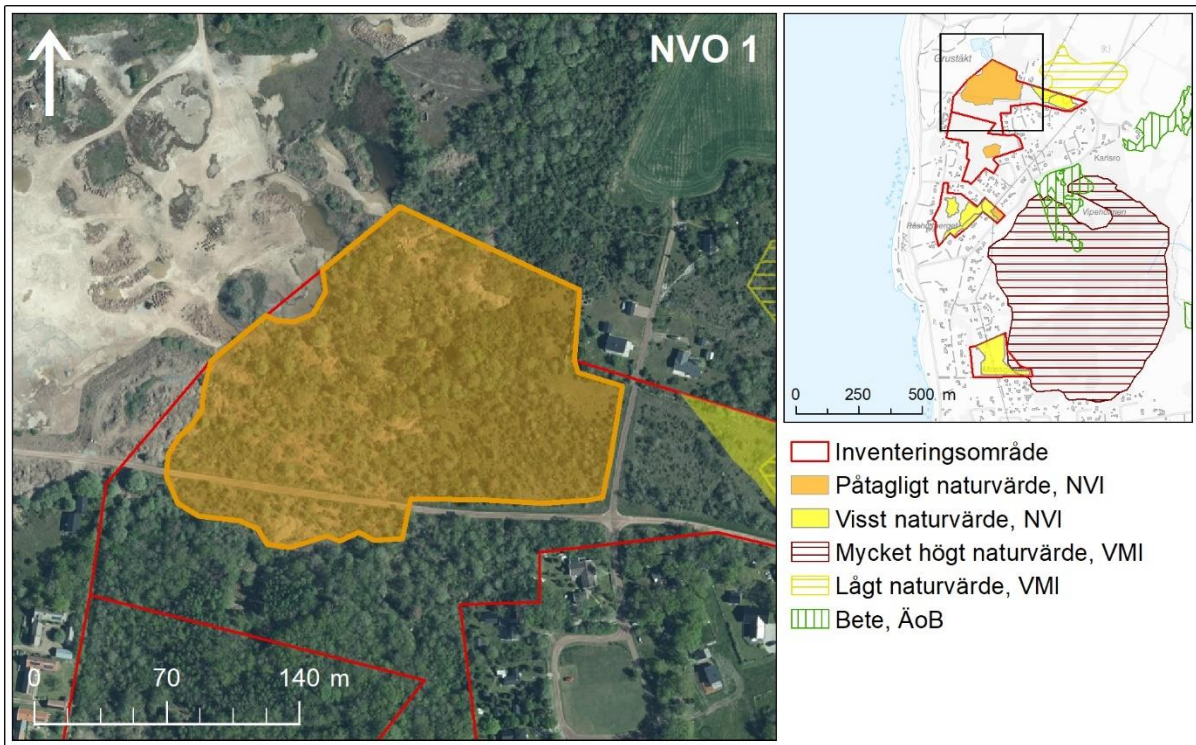 NVO 1
0 70 140 m
Grustäkt
Karlsro
Vipeholmen
0 250 500 m
Inventeringsområde
Påtagligt naturvärde, NVI
Visst naturvärde, NVI
Mycket högt naturvärde, VMI
Lågt naturvärde, VMI
Bete, ÄoB